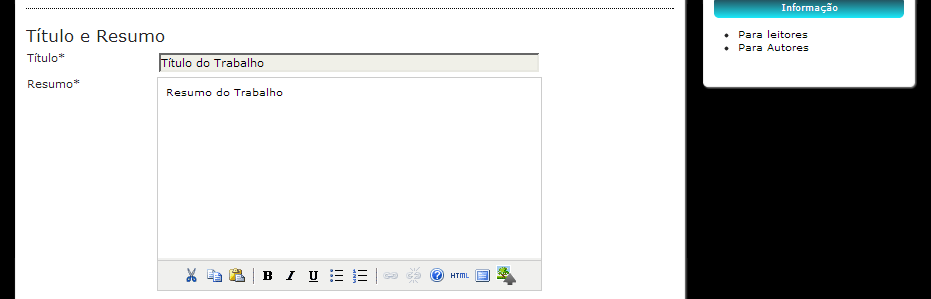 Informação
Para leitores
Para Autores
Título e Resumo
Título*
Título do Trabalho
Resumo*
Resumo do Trabalho
B I U HTML